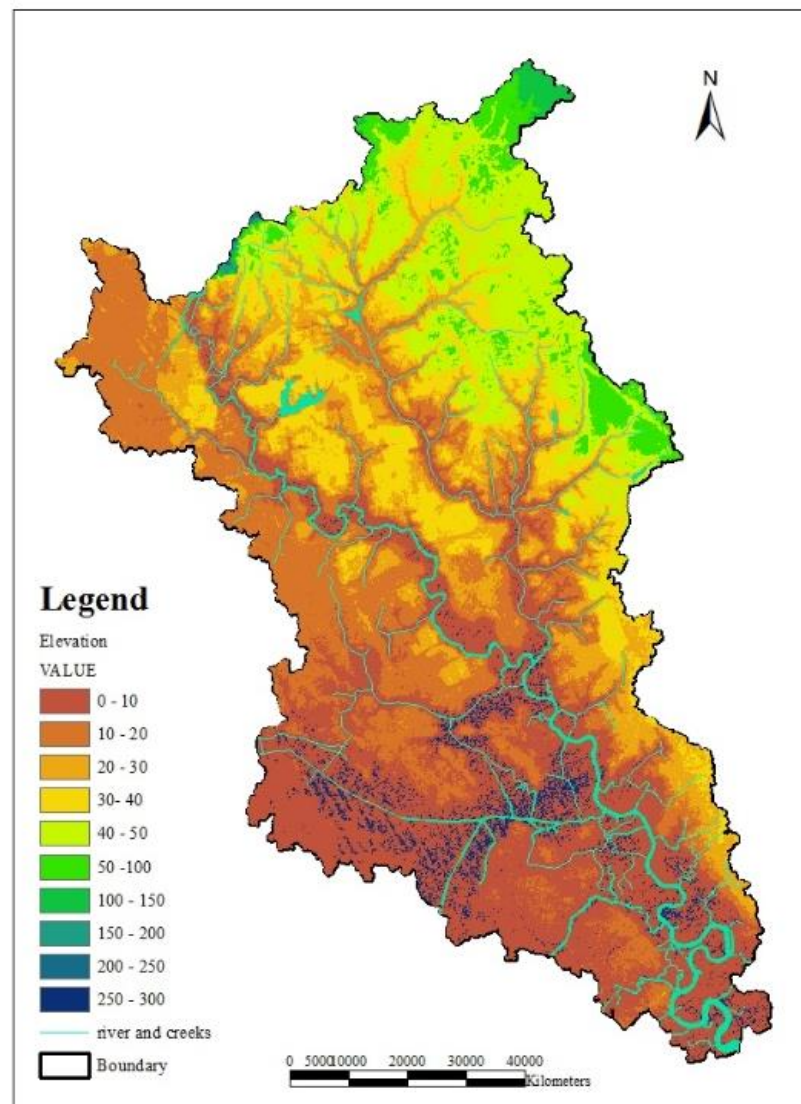 N
Legend
Elevation
VALUE
0 - 10
10 - 20
20 - 30
30- 40
40 - 50
50 -100
100 - 150
150 - 200
200 - 250
250 - 300
river and creeks
Boundary
0 500010000 20000 30000 40000
Kilometers